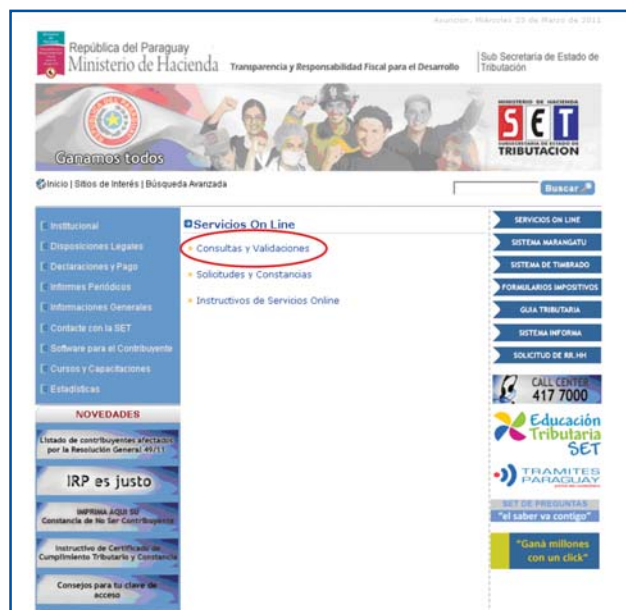 Asunción, Miércoles 23 de Marzo de 2011
República del Paraguay
Ministerio de Hacienda
Transparencia y Responsabilidad Fiscal para el Desarrollo
Sub Secretaria de Estado de
Tributación
Ganamos todos
MINISTERIO DE HACIENDA
SET
SUBSECRETARIA DE ESTADO DE
TRIBUTACION
Inicio | Sitios de Interés | Búsqueda Avanzada
Buscar
Institucional
Disposiciones Legales
Declaraciones y Pago
Informes Periódicos
Informaciones Generales
Contacte con la SET
Software para el Contribuyente
Cursos y Capacitaciones
Estadísticas
NOVEDADES
Listado de contribuyentes afectados
por la Resolución General 49/11
IRP es justo
IMPRIMA AQUI SU
Constancia de No Ser Contribuyente
Instructivo de Certificado de
Cumplimiento Tributario y Constancia
Consejos para tu clave de
acceso
Servicios On Line
Consultas y Validaciones
Solicitudes y Constancias
Instructivos de Servicios Online
SERVICIOS ON LINE
SISTEMA MARANGATU
SISTEMA DE TIMBRADO
FORMULARIOS IMPOSITIVOS
GUIA TRIBUTARIA
SISTEMA INFORMA
SOLICITUD DE RR.HH
CALL CENTER
417 7000
Educación
Tributaria
SET
TRAMITES
PARAGUAY
SET DE PREGUNTAS
"el saber va contigo"
"Ganá millones
con un click"